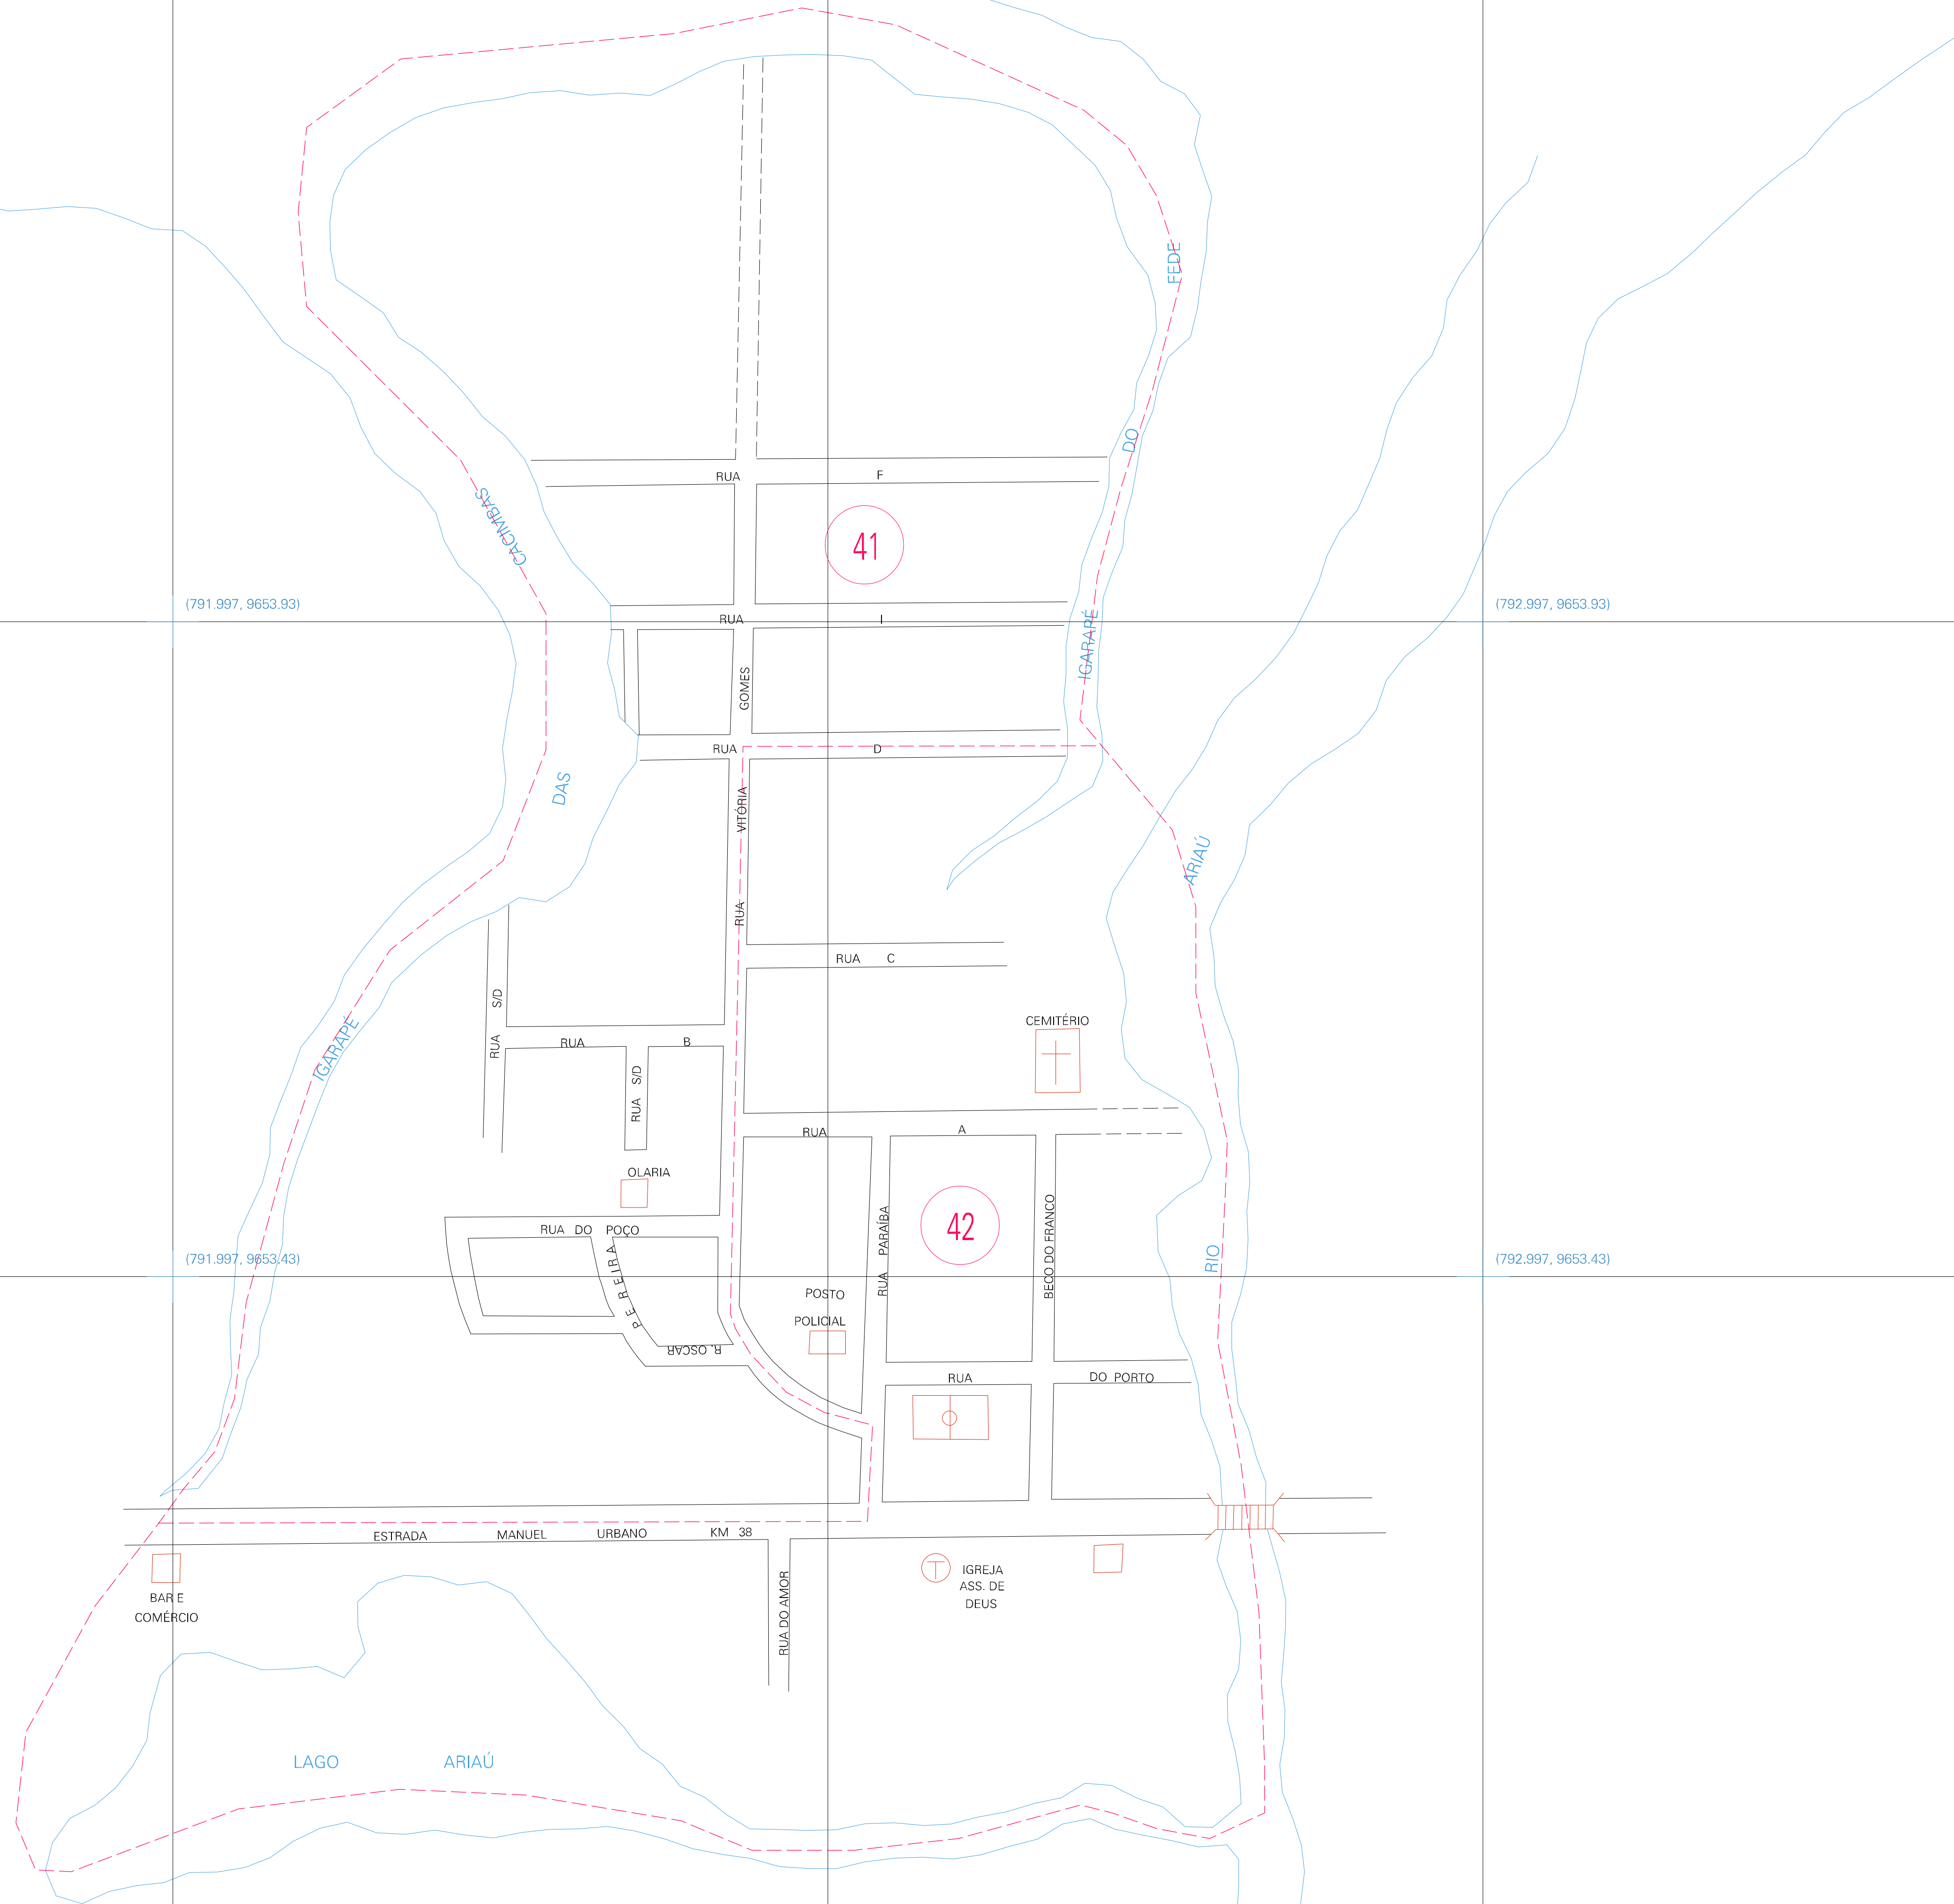 FEDE
DO
RUA F
CACIMBAS
41
(791.997, 9653.93)
(792.997, 9653.93)
RUA I
IGARAPÉ
GOMES
RUA D
DAS
VITÓRIA
ARIAÚ
RUA
RUA C
S/D
CEMITÉRIO
RUA
RUA B
IGARAPÉ
RUA S/D
RUA A
OLARIA
RUA DO POÇO
42
RUA PARAÍBA
BECO DO FRANCO
RIO
(791.997, 9653.43)
(792.997, 9653.43)
PEREIRA
POSTO
POLICIAL
R. OSCAR
RUA DO PORTO
ESTRADA MANUEL URBANO KM 38
BAR E
COMÉRCIO
RUA DO AMOR
IGREJA
ASS. DE
DEUS
LAGO ARIAÚ